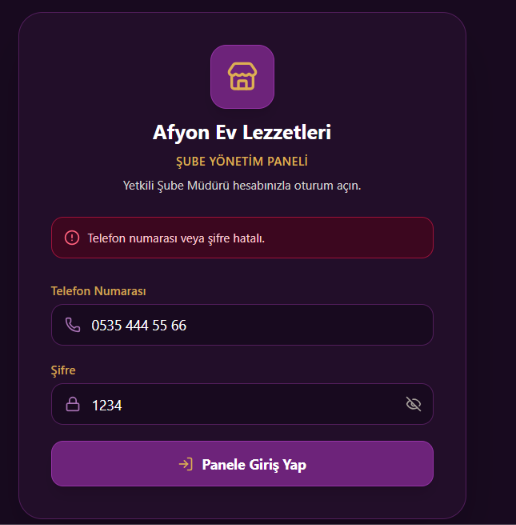 Afyon Ev Lezzetleri
ŞUBE YÖNETİM PANELİ
Yetkili Şube Müdürü hesabınızla oturum açın.
Telefon numarası veya şifre hatalı.
Telefon Numarası
0535 444 55 66
Şifre
1234
Panele Giriş Yap